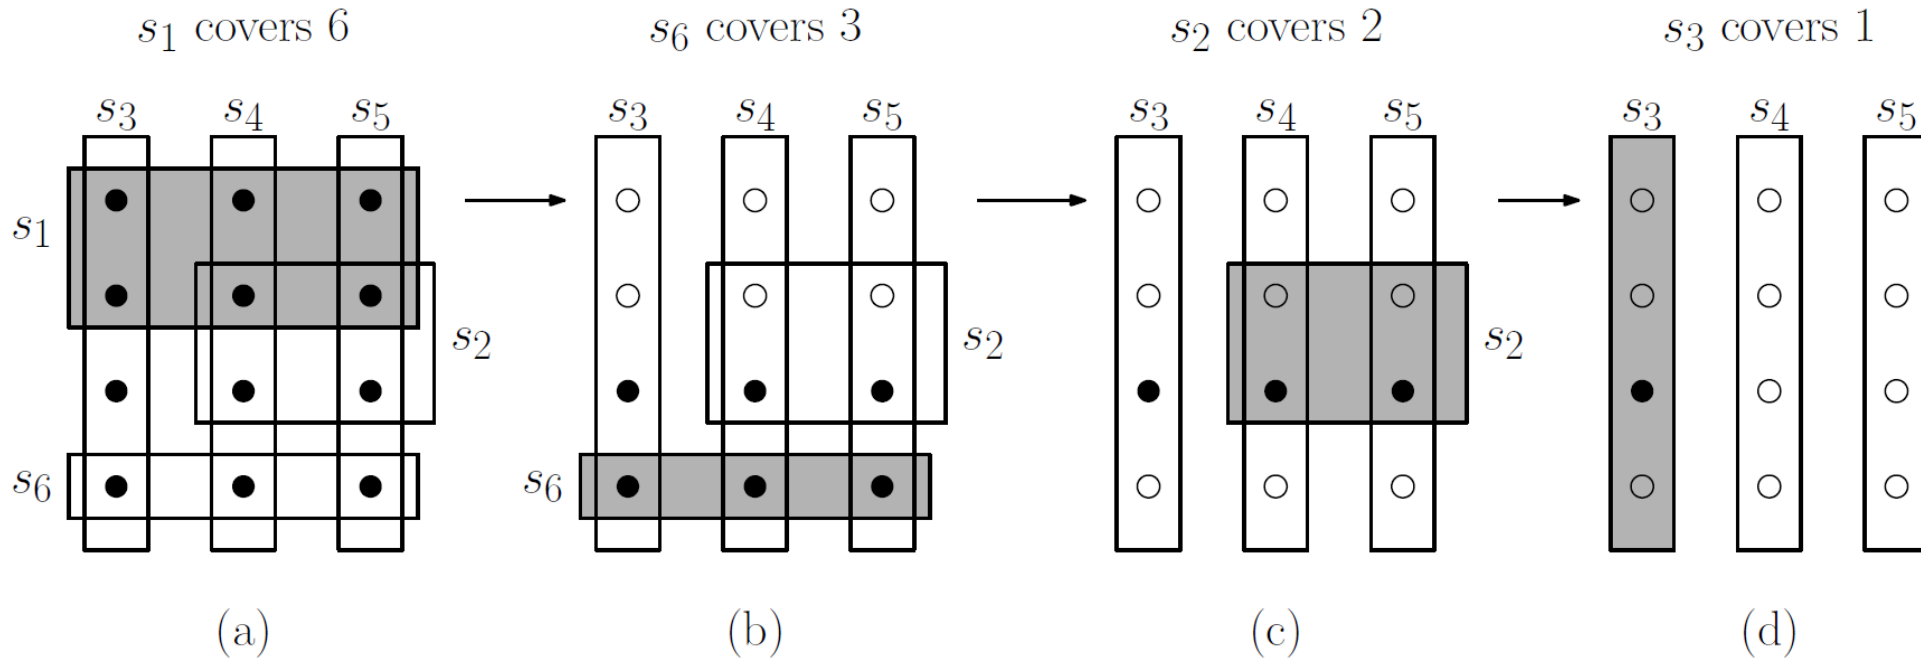 s₁ covers 6
s₆ covers 3
s₂ covers 2
s₃ covers 1
s₃ s₄ s₅
s₃ s₄ s₅
s₃ s₄ s₅
s₃ s₄ s₅
s₁
s₂
s₂
s₂
s₆
s₆
(a)
(b)
(c)
(d)